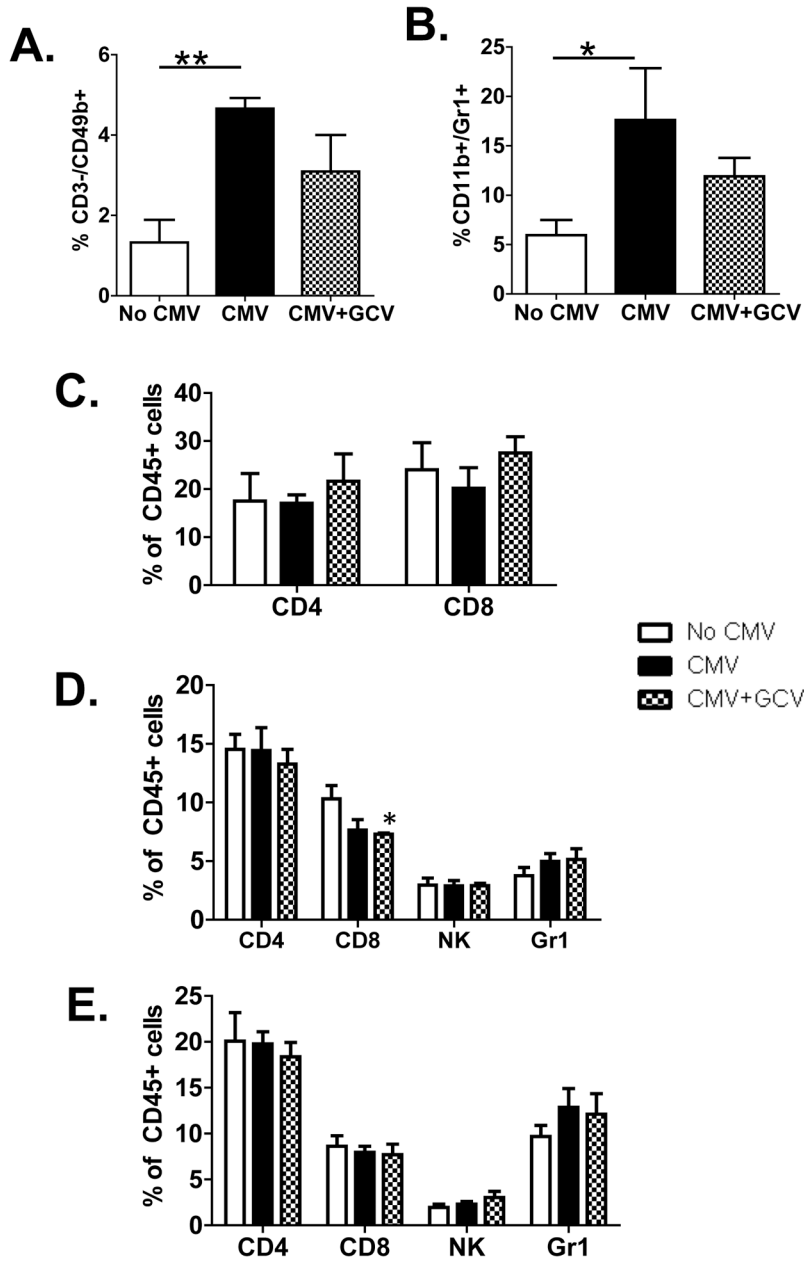 A.
% CD3-/CD49b+
6
4
2
0
**
No CMV CMV CMV+GCV
B.
% CD11b+/Gr1+
25
20
15
10
5
0
*
No CMV CMV CMV+GCV
C.
% of CD45+ cells
40
30
20
10
0
CD4 CD8
No CMV
CMV
CMV+GCV
D.
% of CD45+ cells
20
15
10
5
0
*
CD4 CD8 NK Gr1
E.
% of CD45+ cells
25
20
15
10
5
0
CD4 CD8 NK Gr1